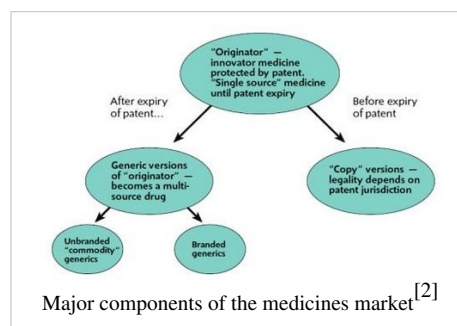 "Originator" —
innovator medicine
protected by patent.
"Single source" medicine
until patent expiry
After expiry
of patent...
Before expiry
of patent
Generic versions
of "originator" —
becomes a multi-
source drug
"Copy" versions —
legality depends on
patent jurisdiction
Unbranded
"commodity"
generics
Branded
generics
Major components of the medicines market[2]